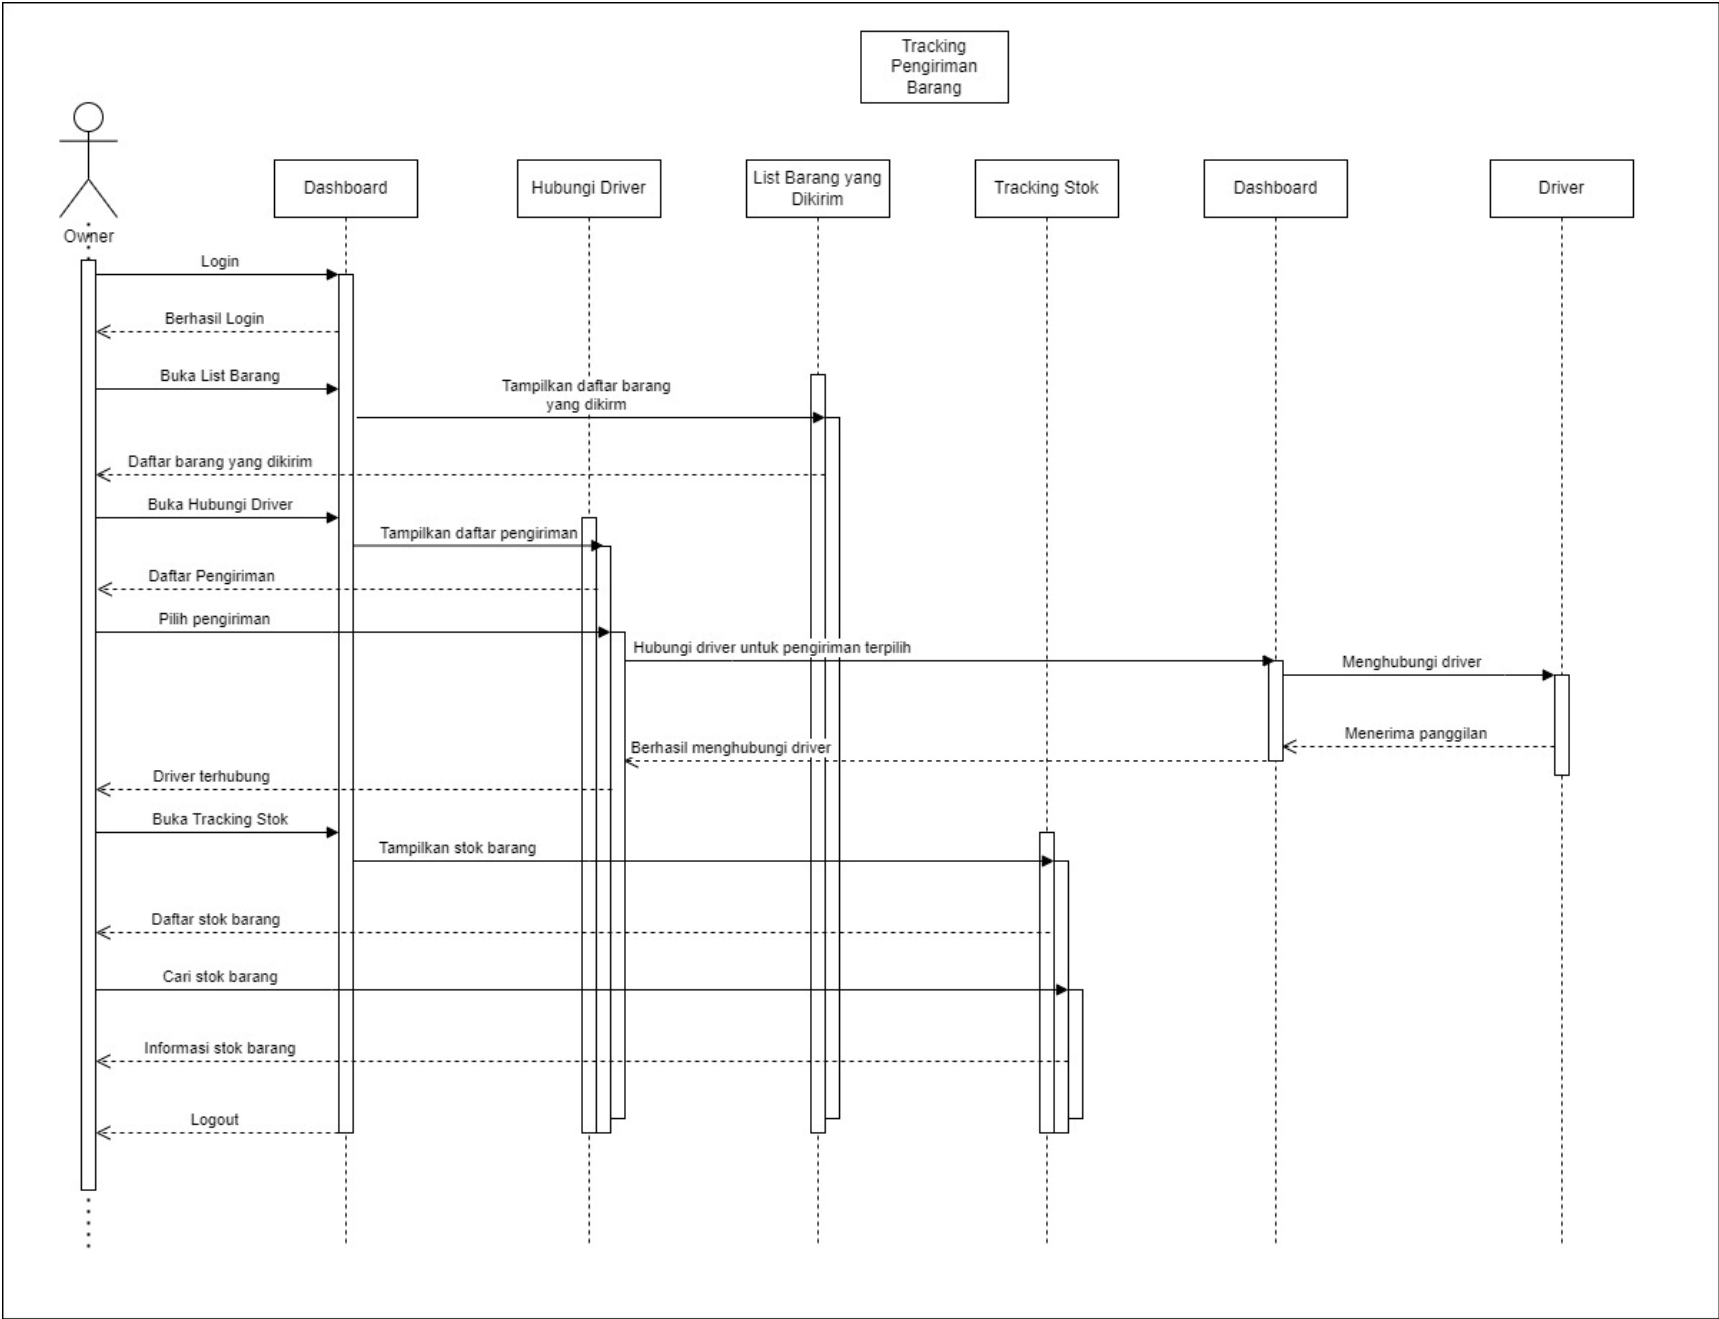 Tracking
Pengiriman
Barang
Dashboard
Hubungi Driver
List Barang yang
Dikirim
Tracking Stok
Dashboard
Driver
Owner
Login
Berhasil Login
Buka List Barang
Tampilkan daftar barang
yang dikirm
Daftar barang yang dikirim
Buka Hubungi Driver
Tampilkan daftar pengiriman
Daftar Pengiriman
Pilih pengiriman
Hubungi driver untuk pengiriman terpilih
Menghubungi driver
Menerima panggilan
Berhasil menghubungi driver
Driver terhubung
Buka Tracking Stok
Tampilkan stok barang
Daftar stok barang
Cari stok barang
Informasi stok barang
Logout